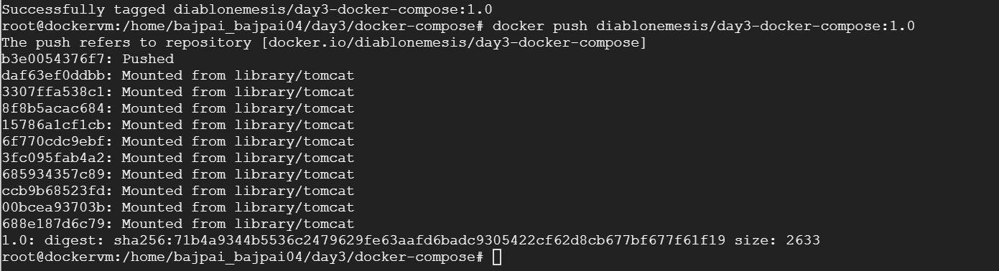 Successfully tagged diablonemesis/day3-docker-compose:1.0
root@dockervm:/home/bajpai_bajpai04/day3/docker-compose# docker push diablonemesis/day3-docker-compose:1.0
The push refers to repository [docker.io/diablonemesis/day3-docker-compose]
b3e0054376f7: Pushed
daf63ef0ddbb: Mounted from library/tomcat
3307ffa538c1: Mounted from library/tomcat
8f8b5acac684: Mounted from library/tomcat
15786a1cf1cb: Mounted from library/tomcat
6f770cdc9ebf: Mounted from library/tomcat
3fc095fab4a2: Mounted from library/tomcat
685934357c89: Mounted from library/tomcat
ccb9b68523fd: Mounted from library/tomcat
00bcea93703b: Mounted from library/tomcat
688e187d6c79: Mounted from library/tomcat
1.0: digest: sha256:71b4a9344b5536c2479629fe63aafd6badc9305422cf62d8cb677bf677f61f19 size: 2633
root@dockervm:/home/bajpai_bajpai04/day3/docker-compose#